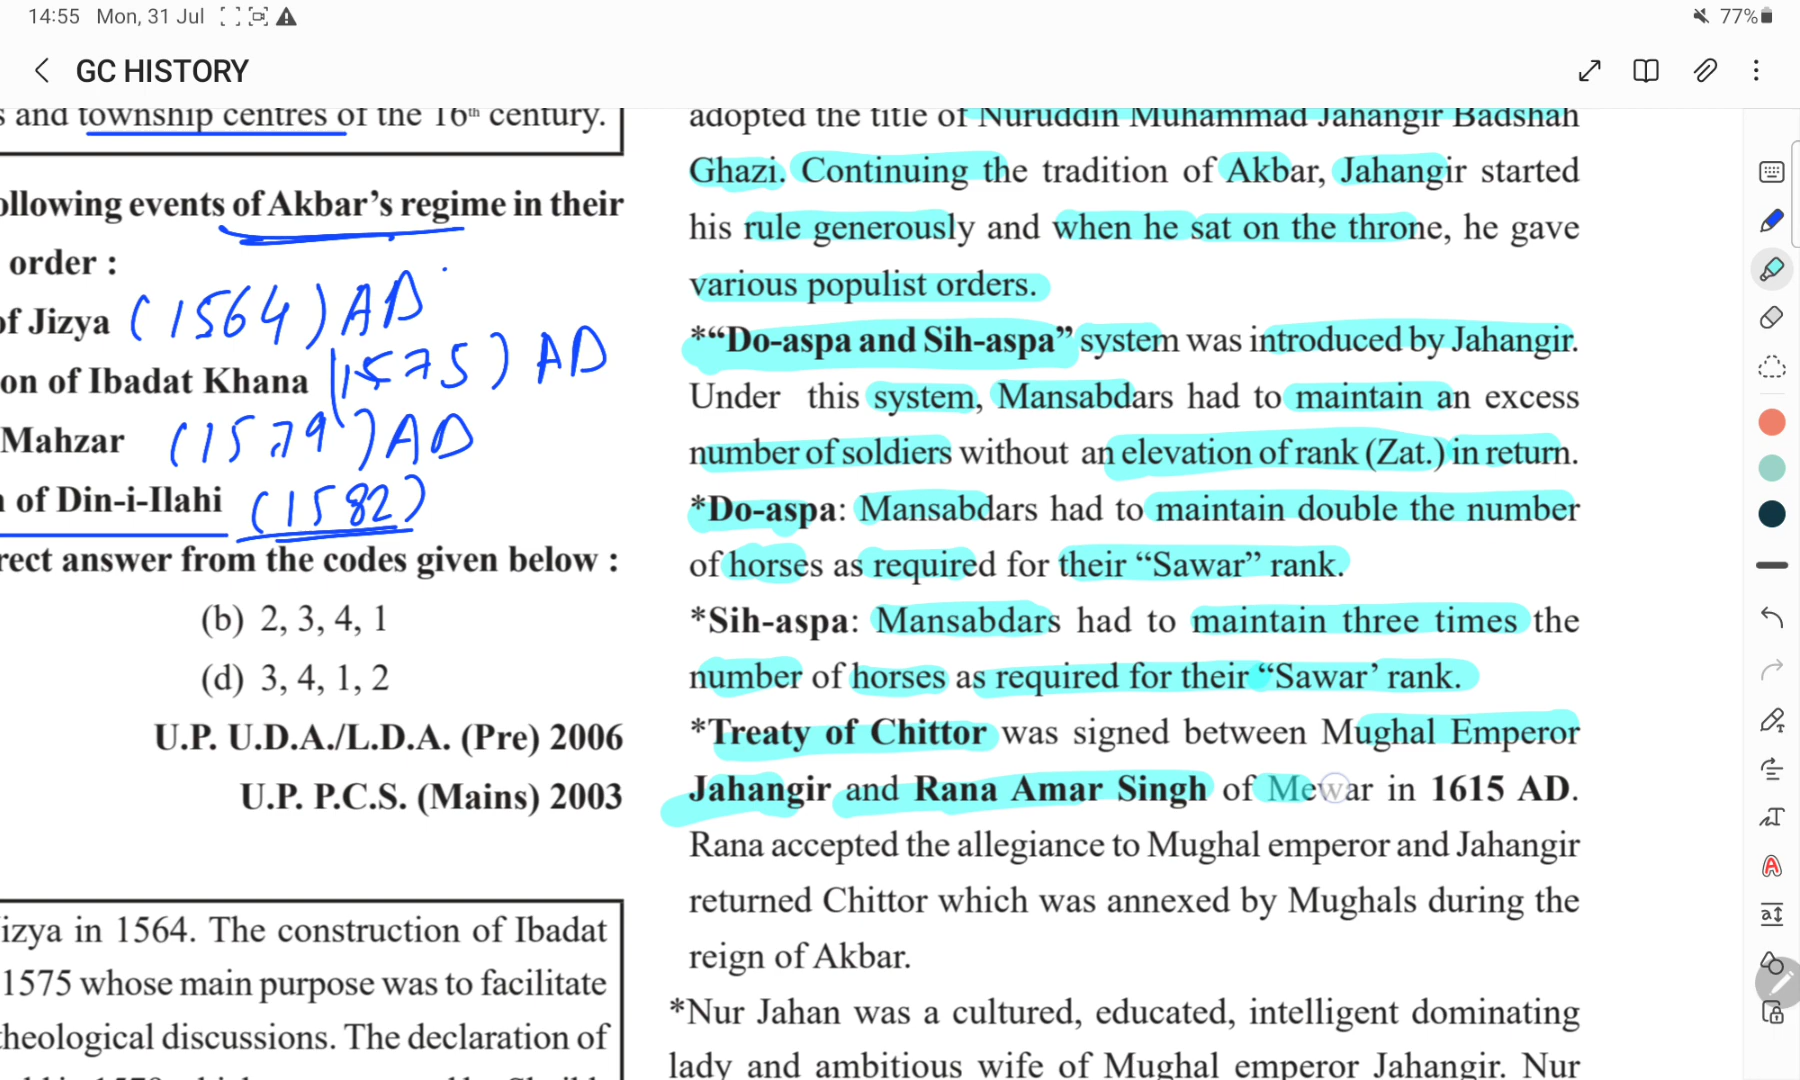 14:55 Mon, 31 Jul
77%
GC HISTORY
s and township centres of the 16th century.
ollowing events of Akbar’s regime in their
order :
of Jizya (1564) AD
on of Ibadat Khana (1575) AD
Mahzar (1579) AD
n of Din-i-Ilahi (1582)
rect answer from the codes given below :
(b) 2, 3, 4, 1
(d) 3, 4, 1, 2
U.P. U.D.A./L.D.A. (Pre) 2006
U.P. P.C.S. (Mains) 2003
izya in 1564. The construction of Ibadat
1575 whose main purpose was to facilitate
theological discussions. The declaration of
adopted the title of Nuruddin Muhammad Jahangir Badshah
Ghazi. Continuing the tradition of Akbar, Jahangir started
his rule generously and when he sat on the throne, he gave
various populist orders.
*“Do-aspa and Sih-aspa” system was introduced by Jahangir.
Under this system, Mansabdars had to maintain an excess
number of soldiers without an elevation of rank (Zat.) in return.
*Do-aspa: Mansabdars had to maintain double the number
of horses as required for their “Sawar” rank.
*Sih-aspa: Mansabdars had to maintain three times the
number of horses as required for their “Sawar’ rank.
*Treaty of Chittor was signed between Mughal Emperor
Jahangir and Rana Amar Singh of Mewar in 1615 AD.
Rana accepted the allegiance to Mughal emperor and Jahangir
returned Chittor which was annexed by Mughals during the
reign of Akbar.
*Nur Jahan was a cultured, educated, intelligent dominating
lady and ambitious wife of Mughal emperor Jahangir. Nur